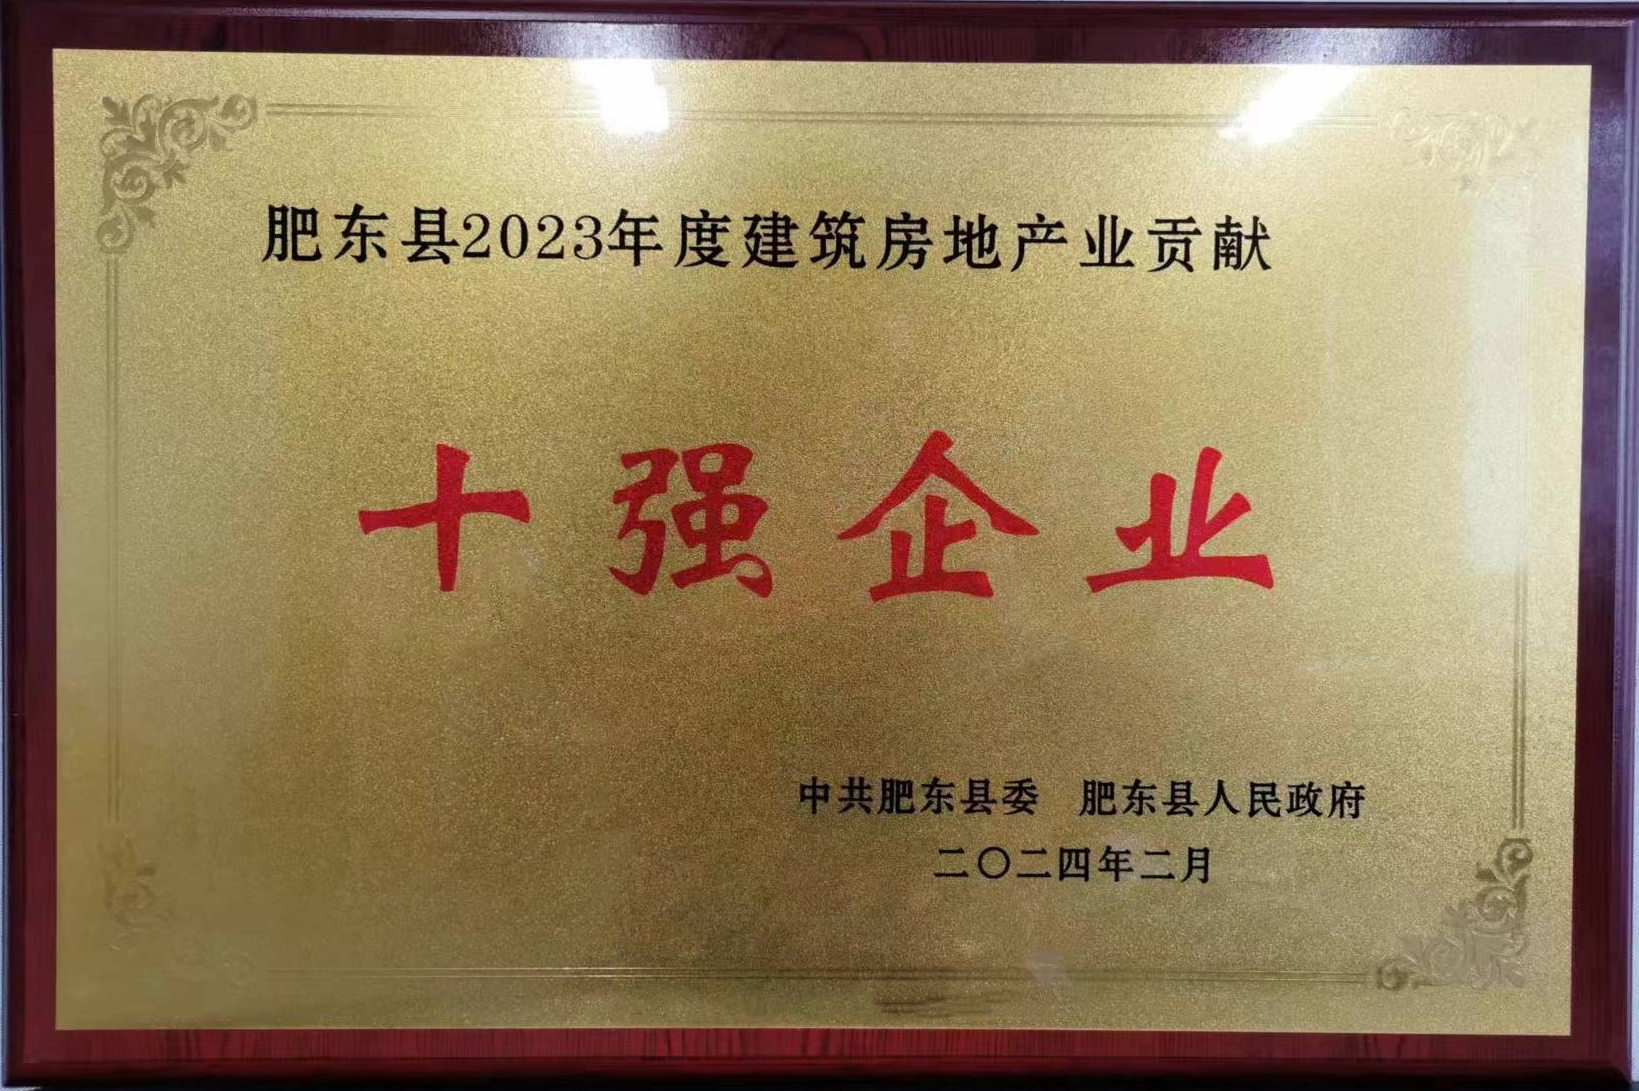 肥东县2023年度建筑房地产业贡献
十强企业
中共肥东县委 肥东县人民政府
二〇二四年二月